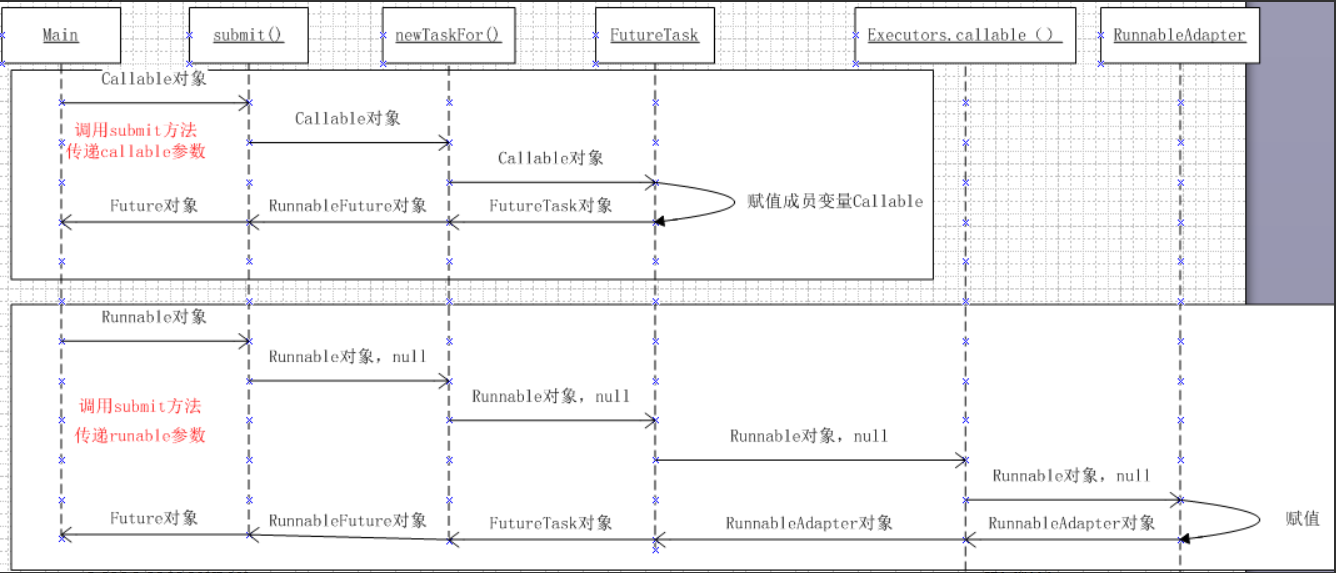 Main
submit()
newTaskFor()
FutureTask
Executors.callable（）
RunnableAdapter
Callable对象
调用submit方法
传递callable参数
Callable对象
Callable对象
赋值成员变量Callable
Future对象
RunnableFuture对象
FutureTask对象
Runnable对象
Runnable对象，null
Runnable对象，null
调用submit方法
传递runable参数
Runnable对象，null
Runnable对象，null
Future对象
RunnableFuture对象
FutureTask对象
RunnableAdapter对象
RunnableAdapter对象
赋值